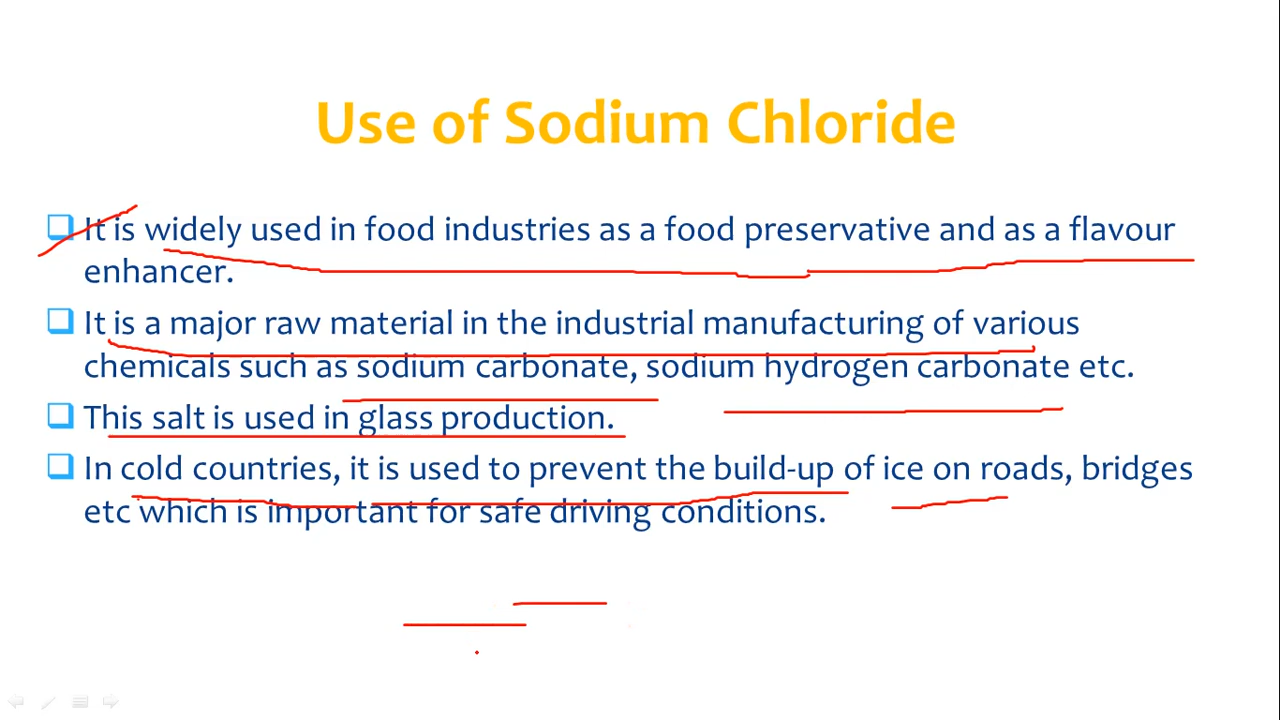 Use of Sodium Chloride
It is widely used in food industries as a food preservative and as a flavour
enhancer.
It is a major raw material in the industrial manufacturing of various
chemicals such as sodium carbonate, sodium hydrogen carbonate etc.
This salt is used in glass production.
In cold countries, it is used to prevent the build-up of ice on roads, bridges
etc which is important for safe driving conditions.